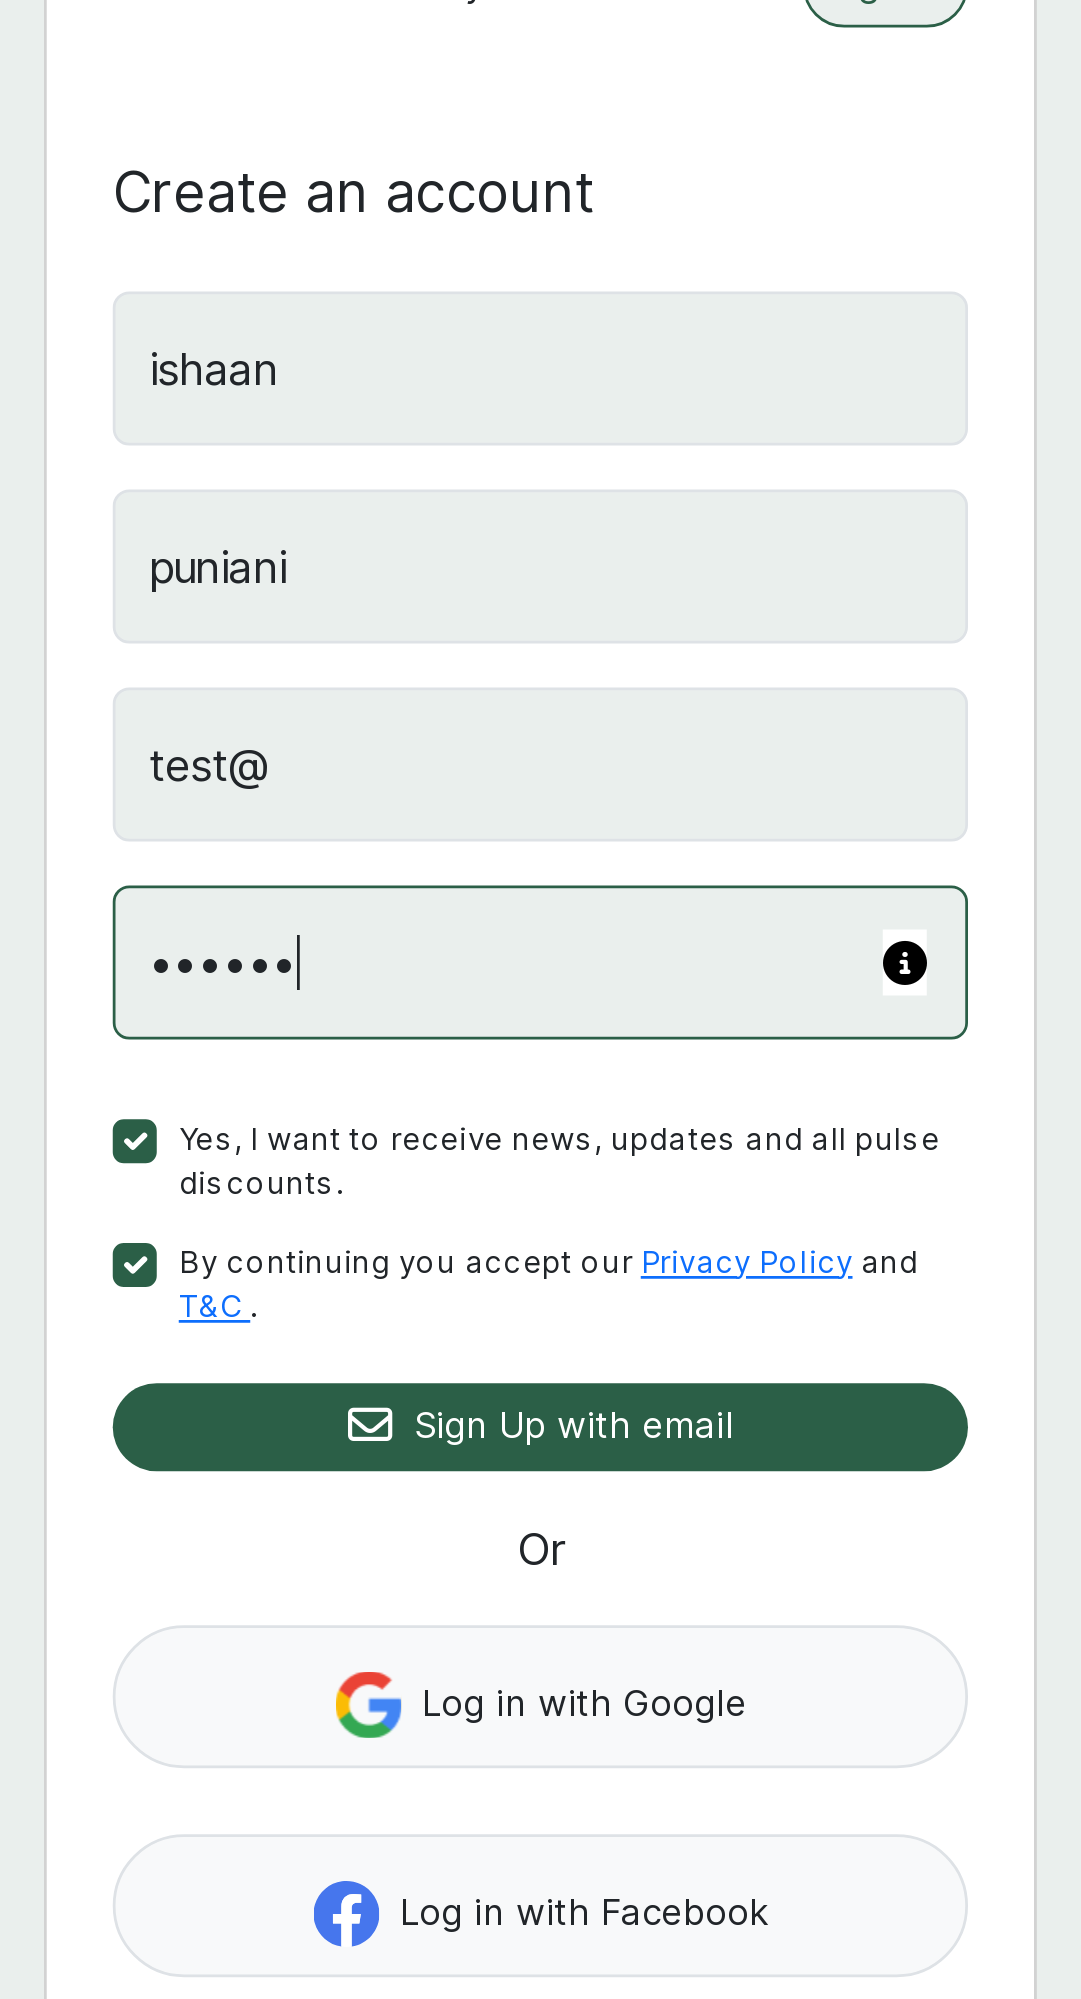 Create an account
ishaan
puniani
test@
••••••
Yes, I want to receive news, updates and all pulse
discounts.
By continuing you accept our Privacy Policy and
T&C .
Sign Up with email
Or
Log in with Google
Log in with Facebook